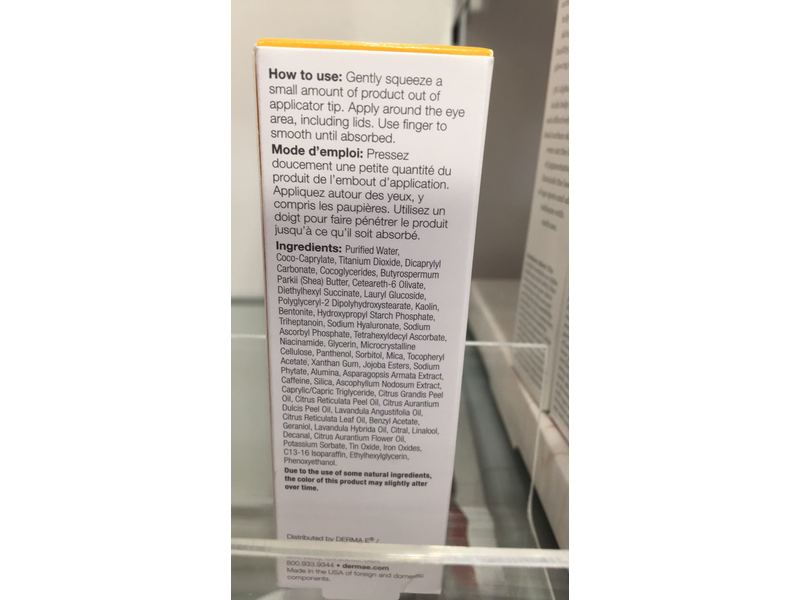 How to use: Gently squeeze a
small amount of product out of
applicator tip. Apply around the eye
area, including lids. Use finger to
smooth until absorbed.
Mode d'emploi: Pressez
doucement une petite quantité du
produit de l'embout d'application.
Appliquez autour des yeux, y
compris les paupières. Utilisez un
doigt pour faire pénétrer le produit
jusqu'à ce qu'il soit absorbé.
Ingredients: Purified Water,
Coco-Caprylate, Titanium Dioxide, Dicaprylyl
Carbonate, Cocoglycerides, Butyrospermum
Parkii (Shea) Butter, Ceteareth-6 Olivate,
Diethylhexyl Succinate, Lauryl Glucoside,
Polyglyceryl-2 Dipolyhydroxystearate, Kaolin,
Bentonite, Hydroxypropyl Starch Phosphate,
Triheptanoin, Sodium Hyaluronate, Sodium
Ascorbyl Phosphate, Tetrahexyldecyl Ascorbate,
Niacinamide, Glycerin, Microcrystalline
Cellulose, Panthenol, Sorbitol, Mica, Tocopheryl
Acetate, Xanthan Gum, Jojoba Esters, Sodium
Phytate, Alumina, Asparagopsis Armata Extract,
Caffeine, Silica, Ascophyllum Nodosum Extract,
Caprylic/Capric Triglyceride, Citrus Grandis Peel
Oil, Citrus Reticulata Peel Oil, Citrus Aurantium
Dulcis Peel Oil, Lavandula Angustifolia Oil,
Citrus Reticulata Leaf Oil, Benzyl Acetate,
Geraniol, Lavandula Hybrida Oil, Citral, Linalool,
Decanal, Citrus Aurantium Flower Oil,
Potassium Sorbate, Tin Oxide, Iron Oxides,
C13-16 Isoparaffin, Ethylhexylglycerin,
Phenoxyethanol.
Due to the use of some natural ingredients,
the color of this product may slightly alter
over time.
Distributed by DERMA E® /
800.933.9344 • dermae.com
Made in the USA of foreign and domestic
components.